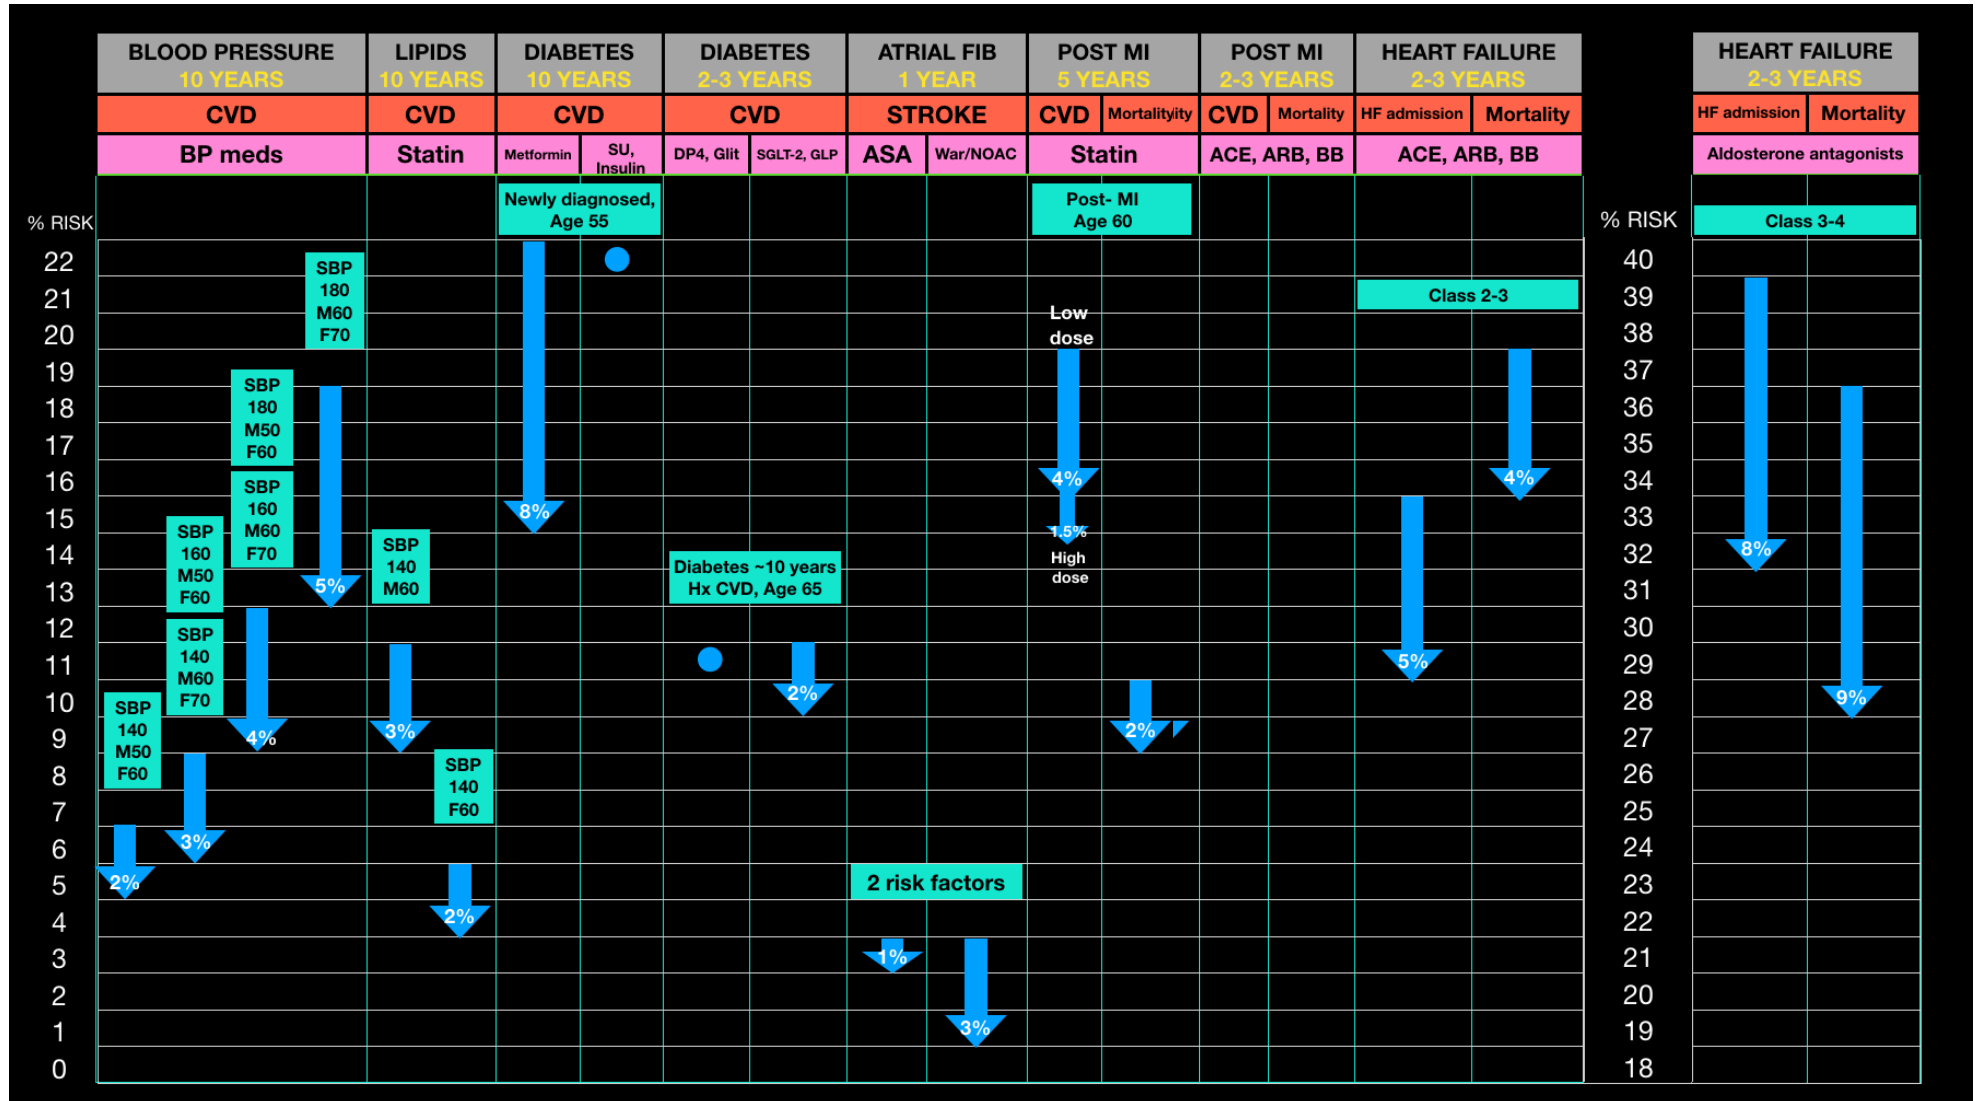 BLOOD PRESSURE
10 YEARS
LIPIDS
10 YEARS
DIABETES
10 YEARS
DIABETES
2-3 YEARS
ATRIAL FIB
1 YEAR
POST MI
5 YEARS
POST MI
2-3 YEARS
HEART FAILURE
2-3 YEARS
HEART FAILURE
2-3 YEARS
CVD
CVD
CVD
CVD
STROKE
CVD
Mortalityity
CVD
Mortality
HF admission
Mortality
HF admission
Mortality
BP meds
Statin
Metformin
SU,
Insulin
DP4, Glit
SGLT-2, GLP
ASA
War/NOAC
Statin
ACE, ARB, BB
ACE, ARB, BB
Aldosterone antagonists
% RISK
22
21
20
19
18
17
16
15
14
13
12
11
10
9
8
7
6
5
4
3
2
1
0
SBP
140
M50
F60
2%
SBP
160
M50
F60
SBP
140
M60
F70
3%
SBP
180
M50
F60
SBP
160
M60
F70
4%
SBP
180
M60
F70
5%
SBP
140
M60
3%
SBP
140
F60
2%
Newly diagnosed,
Age 55
8%
Diabetes ~10 years
Hx CVD, Age 65
2%
2 risk factors
1%
3%
Post- MI
Age 60
Low
dose
4%
1.5%
High
dose
2%
Class 2-3
5%
4%
% RISK
40
39
38
37
36
35
34
33
32
31
30
29
28
27
26
25
24
23
22
21
20
19
18
Class 3-4
8%
9%